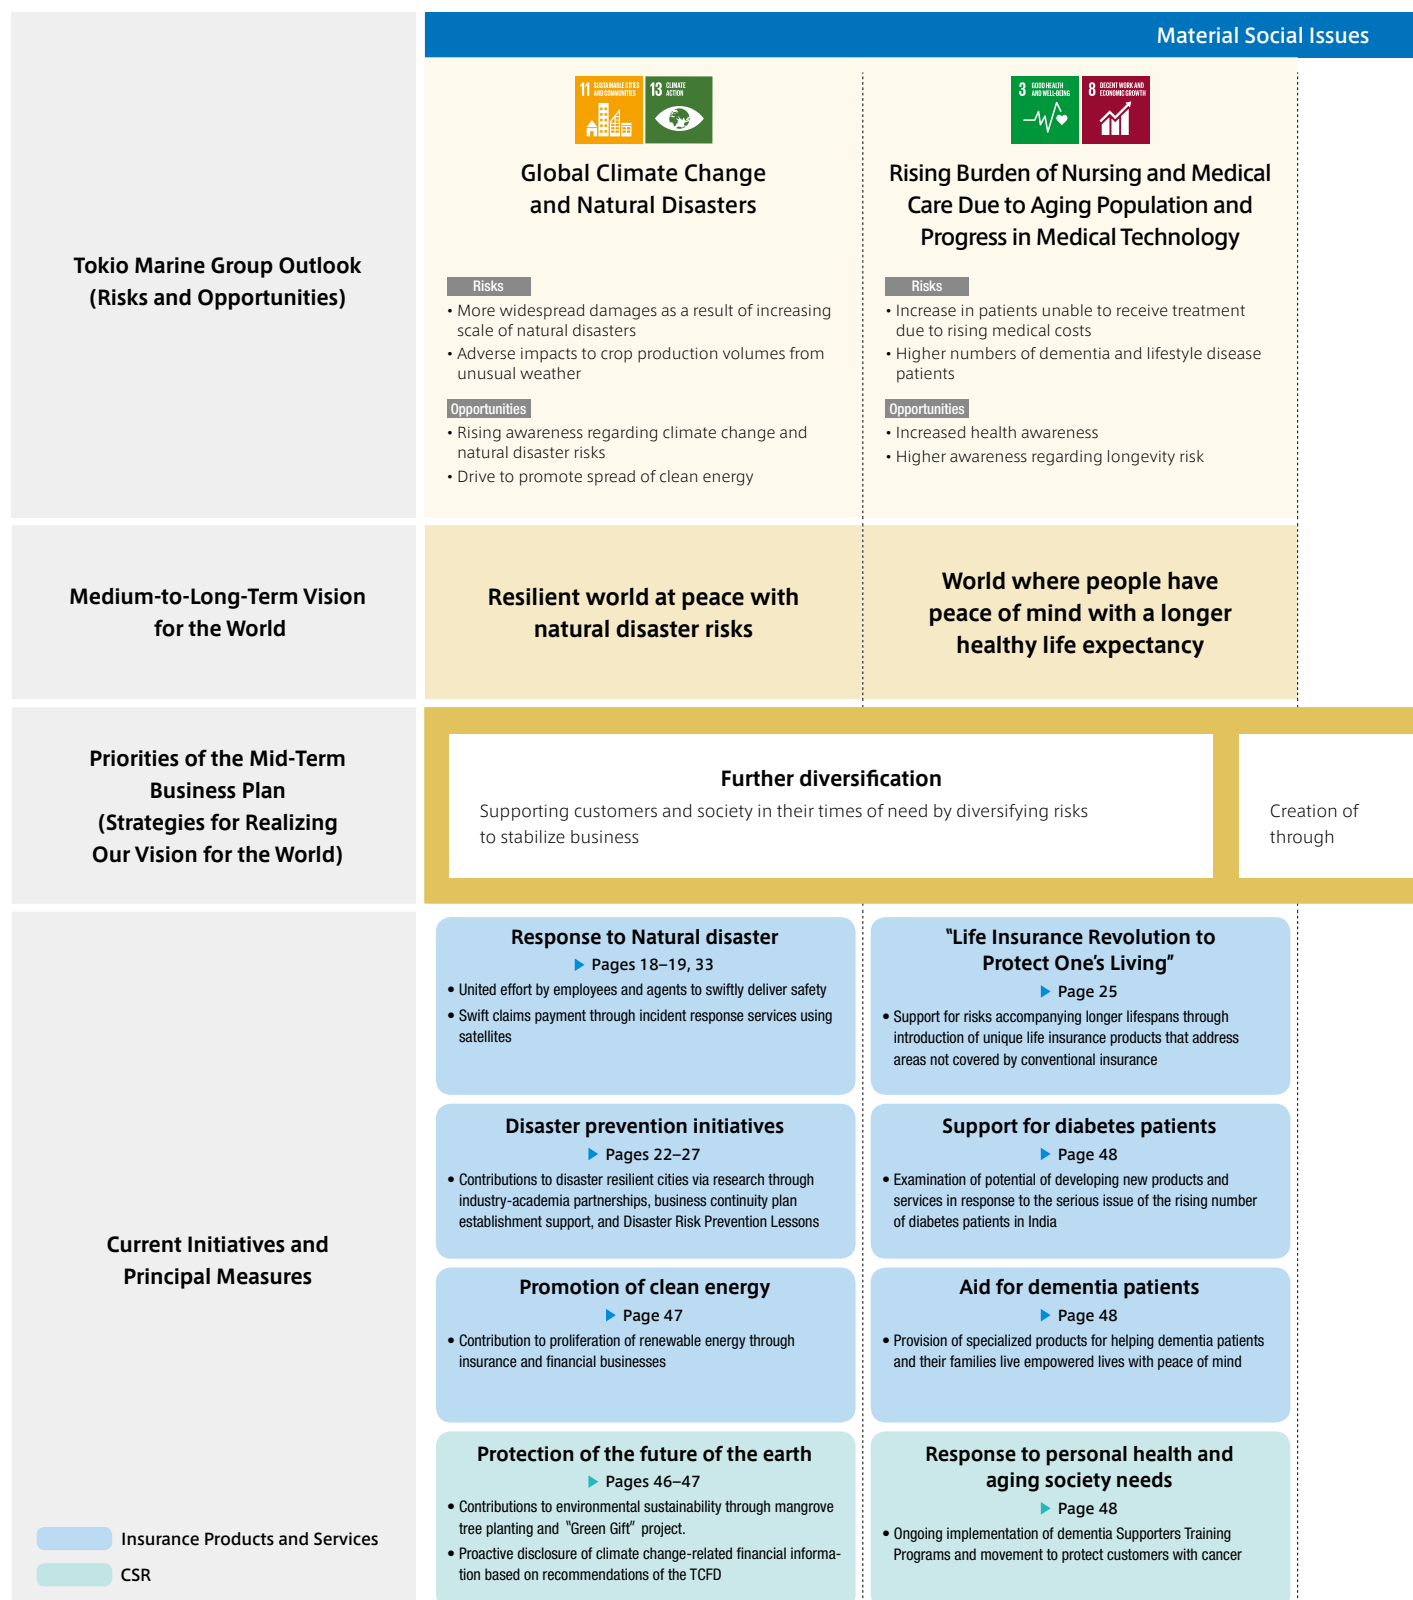 Material Social Issues
11 SUSTAINABLE CITIES
AND COMMUNITIES
13 CLIMATE
ACTION
3 GOOD HEALTH
AND WELL-BEING
8 DECENT WORK AND
ECONOMIC GROWTH
Tokio Marine Group Outlook
(Risks and Opportunities)
Global Climate Change
and Natural Disasters
Risks
• More widespread damages as a result of increasing
scale of natural disasters
• Adverse impacts to crop production volumes from
unusual weather
Opportunities
• Rising awareness regarding climate change and
natural disaster risks
• Drive to promote spread of clean energy
Rising Burden of Nursing and Medical
Care Due to Aging Population and
Progress in Medical Technology
Risks
• Increase in patients unable to receive treatment
due to rising medical costs
• Higher numbers of dementia and lifestyle disease
patients
Opportunities
• Increased health awareness
• Higher awareness regarding longevity risk
Medium-to-Long-Term Vision
for the World
Resilient world at peace with
natural disaster risks
World where people have
peace of mind with a longer
healthy life expectancy
Priorities of the Mid-Term
Business Plan
(Strategies for Realizing
Our Vision for the World)
Further diversification
Supporting customers and society in their times of need by diversifying risks
to stabilize business
Creation of
through
Current Initiatives and
Principal Measures
Response to Natural disaster
▶ Pages 18–19, 33
• United effort by employees and agents to swiftly deliver safety
• Swift claims payment through incident response services using
satellites
"Life Insurance Revolution to
Protect One's Living"
▶ Page 25
• Support for risks accompanying longer lifespans through
introduction of unique life insurance products that address
areas not covered by conventional insurance
Disaster prevention initiatives
▶ Pages 22–27
• Contributions to disaster resilient cities via research through
industry-academia partnerships, business continuity plan
establishment support, and Disaster Risk Prevention Lessons
Support for diabetes patients
▶ Page 48
• Examination of potential of developing new products and
services in response to the serious issue of the rising number
of diabetes patients in India
Promotion of clean energy
▶ Page 47
• Contribution to proliferation of renewable energy through
insurance and financial businesses
Aid for dementia patients
▶ Page 48
• Provision of specialized products for helping dementia patients
and their families live empowered lives with peace of mind
Protection of the future of the earth
▶ Pages 46–47
• Contributions to environmental sustainability through mangrove
tree planting and "Green Gift" project.
• Proactive disclosure of climate change-related financial informa-
tion based on recommendations of the TCFD
Response to personal health and
aging society needs
▶ Page 48
• Ongoing implementation of dementia Supporters Training
Programs and movement to protect customers with cancer
Insurance Products and Services
CSR